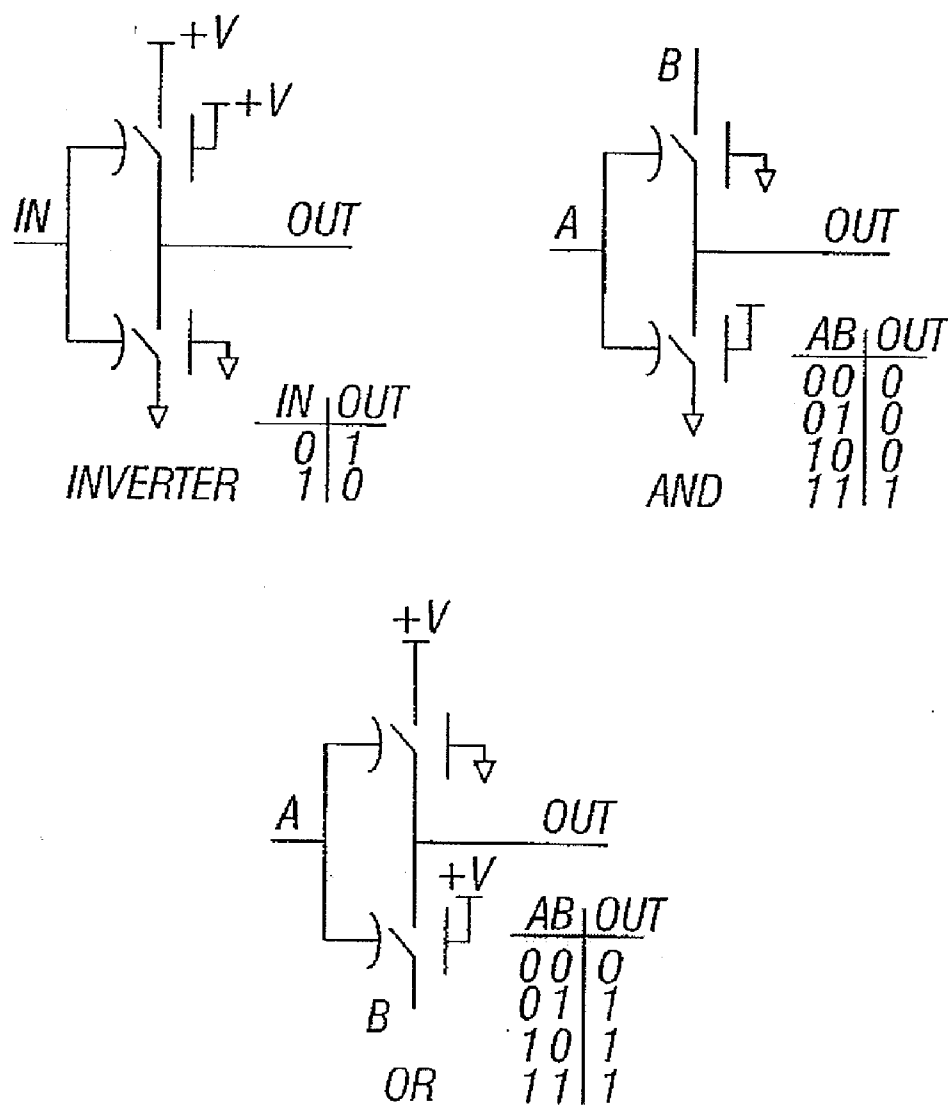 +V
+V
IN
OUT
IN OUT
0 1
1 0
INVERTER
B
A
OUT
AB OUT
00 0
01 0
10 0
11 1
AND
+V
A
OUT
+V
B
AB OUT
00 0
01 1
10 1
11 1
OR